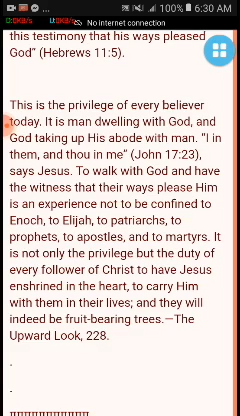 100% 6:30 AM
U:0KB/s D:0KB/s No internet connection
this testimony that his ways pleased
God” (Hebrews 11:5).
This is the privilege of every believer
today. It is man dwelling with God, and
God taking up His abode with man. “I in
them, and thou in me” (John 17:23),
says Jesus. To walk with God and have
the witness that their ways please Him
is an experience not to be confined to
Enoch, to Elijah, to patriarchs, to
prophets, to apostles, and to martyrs. It
is not only the privilege but the duty of
every follower of Christ to have Jesus
enshrined in the heart, to carry Him
with them in their lives; and they will
indeed be fruit-bearing trees.—The
Upward Look, 228.
.
.